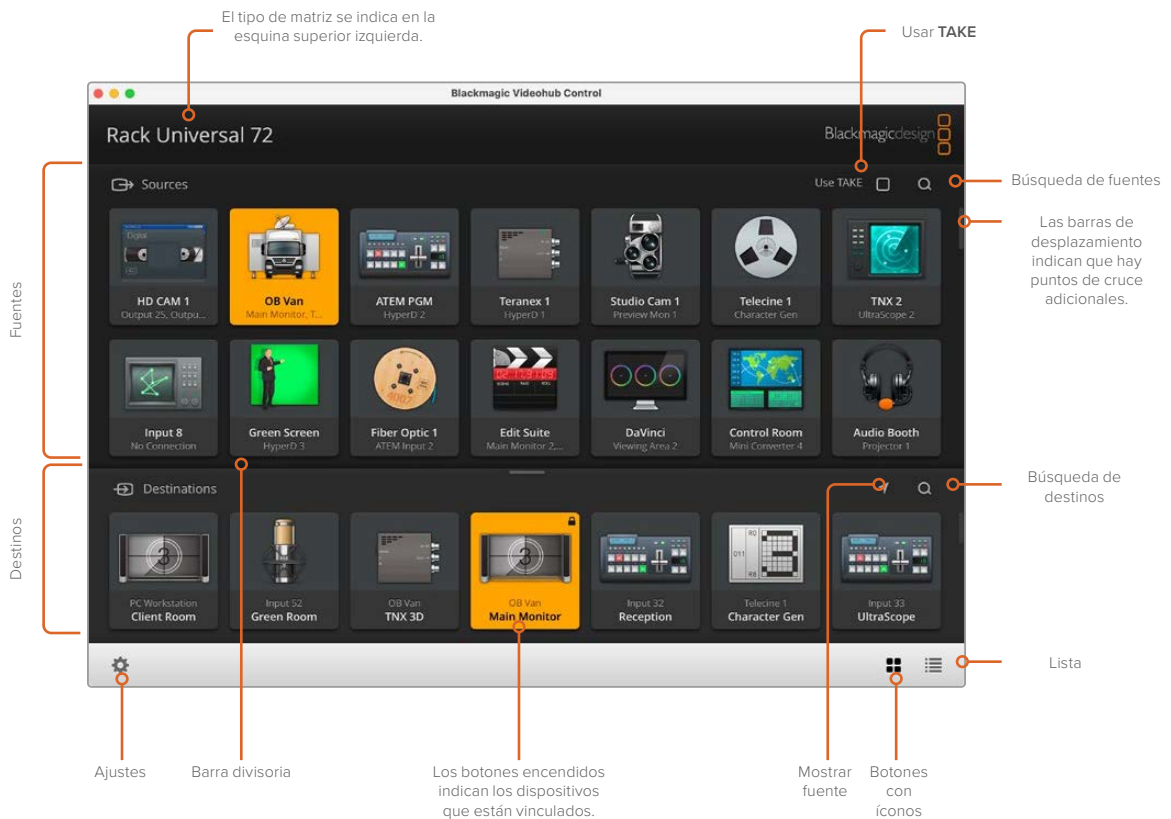 El tipo de matriz se indica en la
esquina superior izquierda.
Usar TAKE
Blackmagic Videohub Control
Rack Universal 72
Blackmagicdesign
Sources
Use TAKE
Búsqueda de fuentes
Las barras de
desplazamiento
indican que hay
puntos de cruce
adicionales.
Fuentes
Digital
HD CAM 1
Output 25, Outpu...
OB Van
Main Monitor, T...
ATEM PGM
HyperD 2
Teranex 1
HyperD 1
Studio Cam 1
Preview Mon 1
Telecine 1
Character Gen
TNX 2
UltraScope 2
4007
Input 8
No Connection
Green Screen
HyperD 3
Fiber Optic 1
ATEM Input 2
Edit Suite
Main Monitor 2,...
DaVinci
Viewing Area 2
Control Room
Mini Converter 4
Audio Booth
Projector 1
Destinos
Destinations
Búsqueda de
destinos
3
3
R0
011
R8
PC Workstation
Client Room
Input 52
Green Room
OB Van
TNX 3D
OB Van
Main Monitor
Input 32
Reception
Telecine 1
Character Gen
Input 33
UltraScope
Lista
Ajustes
Barra divisoria
Los botones encendidos
indican los dispositivos
que están vinculados.
Mostrar
fuente
Botones
con
íconos